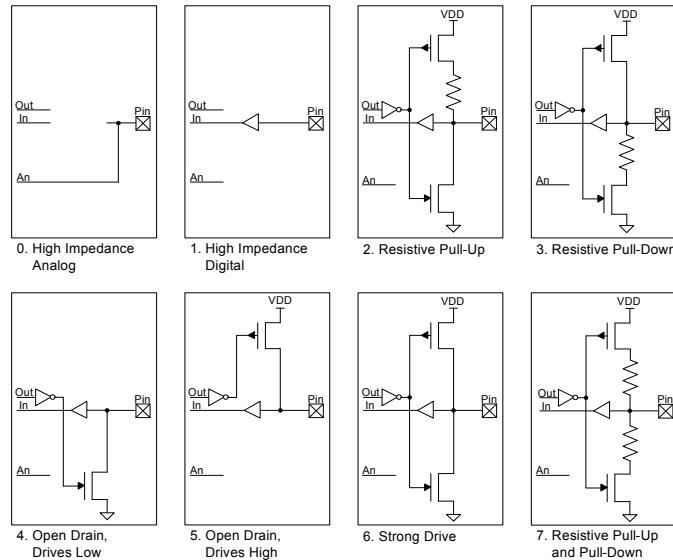 Out
In
Pin
An
0. High Impedance
Analog
Out
In
Pin
An
1. High Impedance
Digital
VDD
Out
In
Pin
An
2. Resistive Pull-Up
VDD
Out
In
Pin
An
3. Resistive Pull-Down
Out
In
Pin
An
4. Open Drain,
Drives Low
VDD
Out
In
Pin
An
5. Open Drain,
Drives High
VDD
Out
In
Pin
An
6. Strong Drive
VDD
Out
In
Pin
An
7. Resistive Pull-Up
and Pull-Down